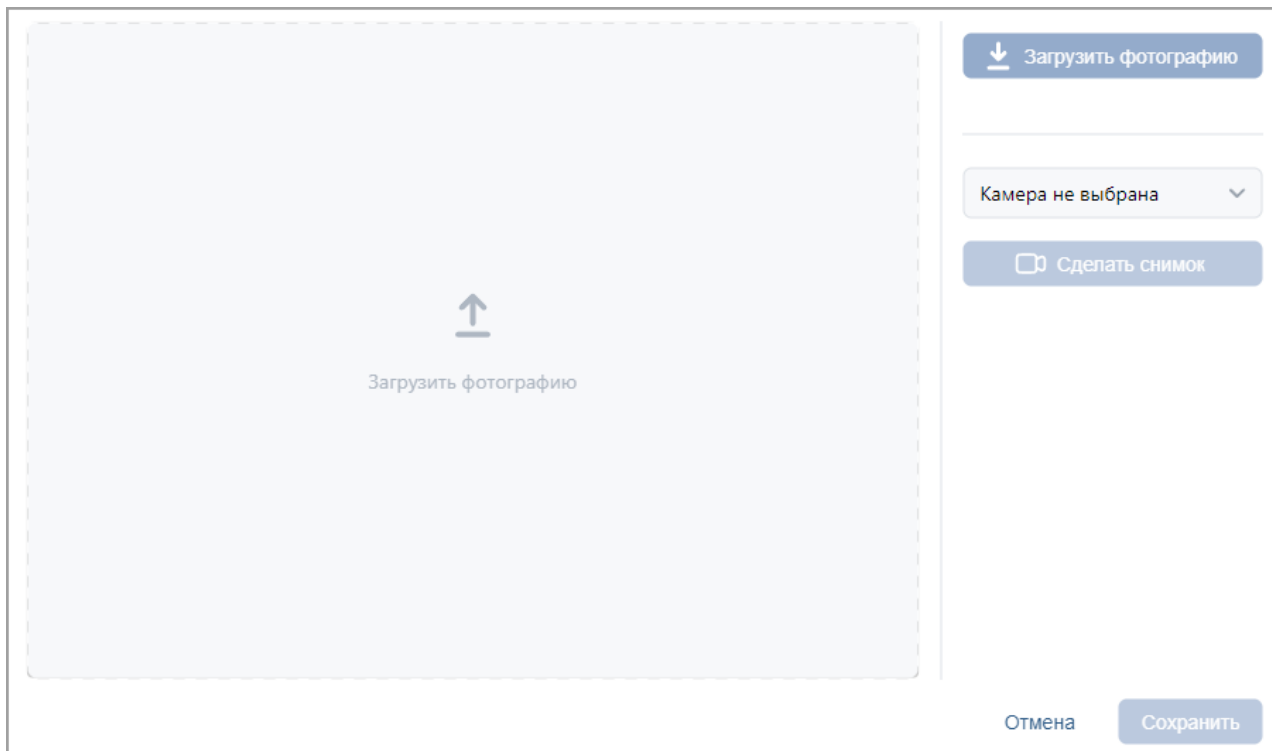 Загрузить фотографию
Камера не выбрана
Сделать снимок
Загрузить фотографию
Отмена
Сохранить